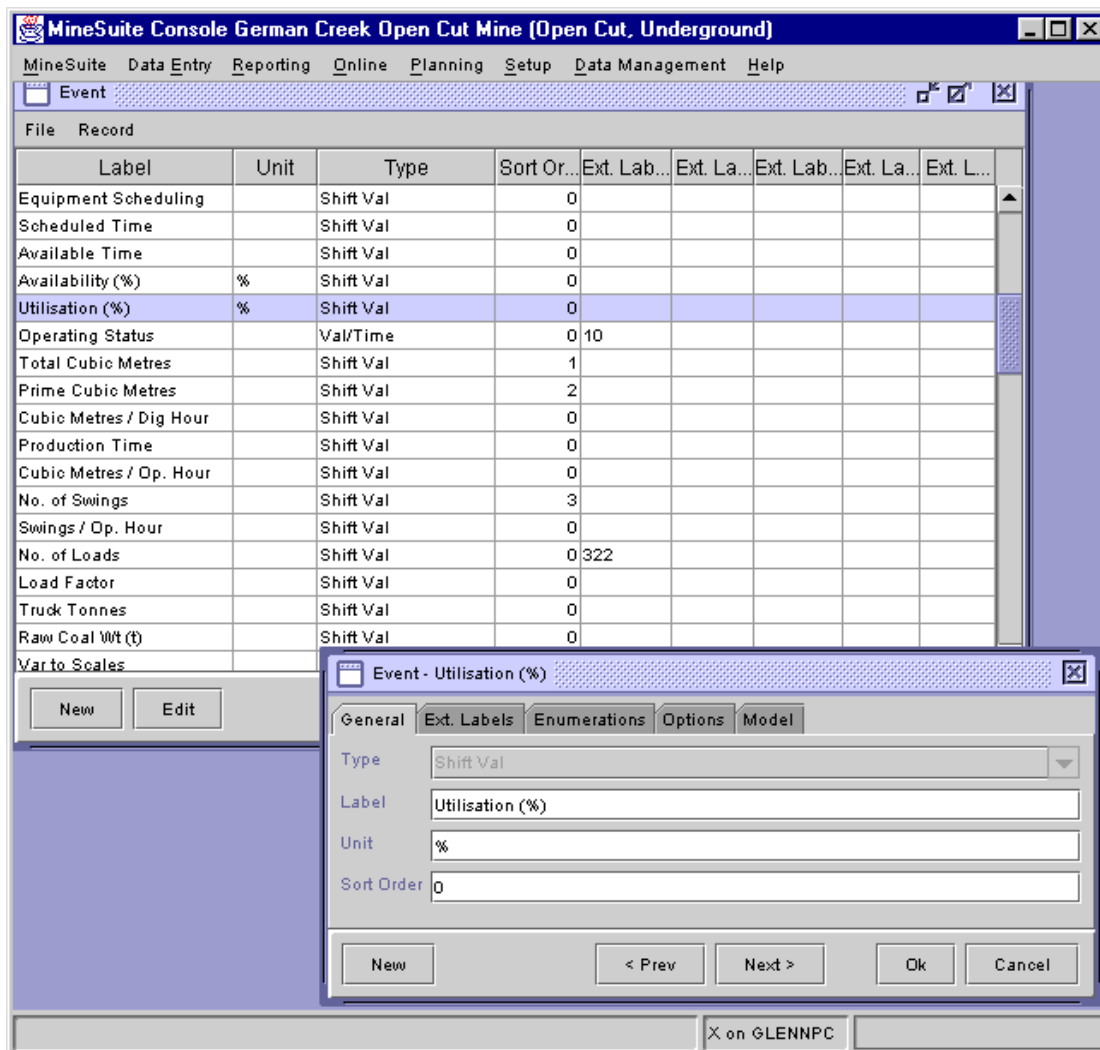 MineSuite Console German Creek Open Cut Mine (Open Cut, Underground)
MineSuite Data Entry Reporting Online Planning Setup Data Management Help
Event
File Record
Label Unit Type Sort Or... Ext. Lab... Ext. La... Ext. Lab... Ext. La... Ext. L...
Equipment Scheduling Shift Val 0
Scheduled Time Shift Val 0
Available Time Shift Val 0
Availability (%) % Shift Val 0
Utilisation (%) % Shift Val 0
Operating Status Val/Time 0 10
Total Cubic Metres Shift Val 1
Prime Cubic Metres Shift Val 2
Cubic Metres / Dig Hour Shift Val 0
Production Time Shift Val 0
Cubic Metres / Op. Hour Shift Val 0
No. of Swings Shift Val 3
Swings / Op. Hour Shift Val 0
No. of Loads Shift Val 0 322
Load Factor Shift Val 0
Truck Tonnes Shift Val 0
Raw Coal Wt (t) Shift Val 0
Var to Scales
New Edit
Event - Utilisation (%)
General Ext. Labels Enumerations Options Model
Type Shift Val
Label Utilisation (%)
Unit %
Sort Order 0
New < Prev Next > Ok Cancel
X on GLENNPC